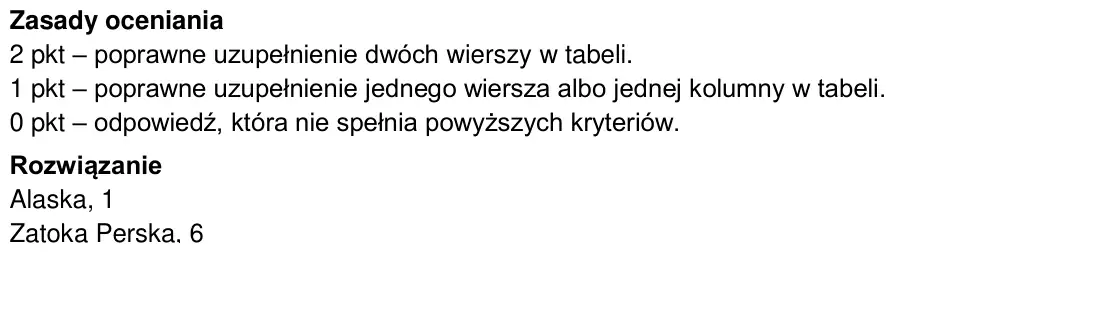 Zasady oceniania
2 pkt – poprawne uzupełnienie dwóch wierszy w tabeli.
1 pkt – poprawne uzupełnienie jednego wiersza albo jednej kolumny w tabeli.
0 pkt – odpowiedź, która nie spełnia powyższych kryteriów.
Rozwiązanie
Alaska, 1
Zatoka Perska, 6